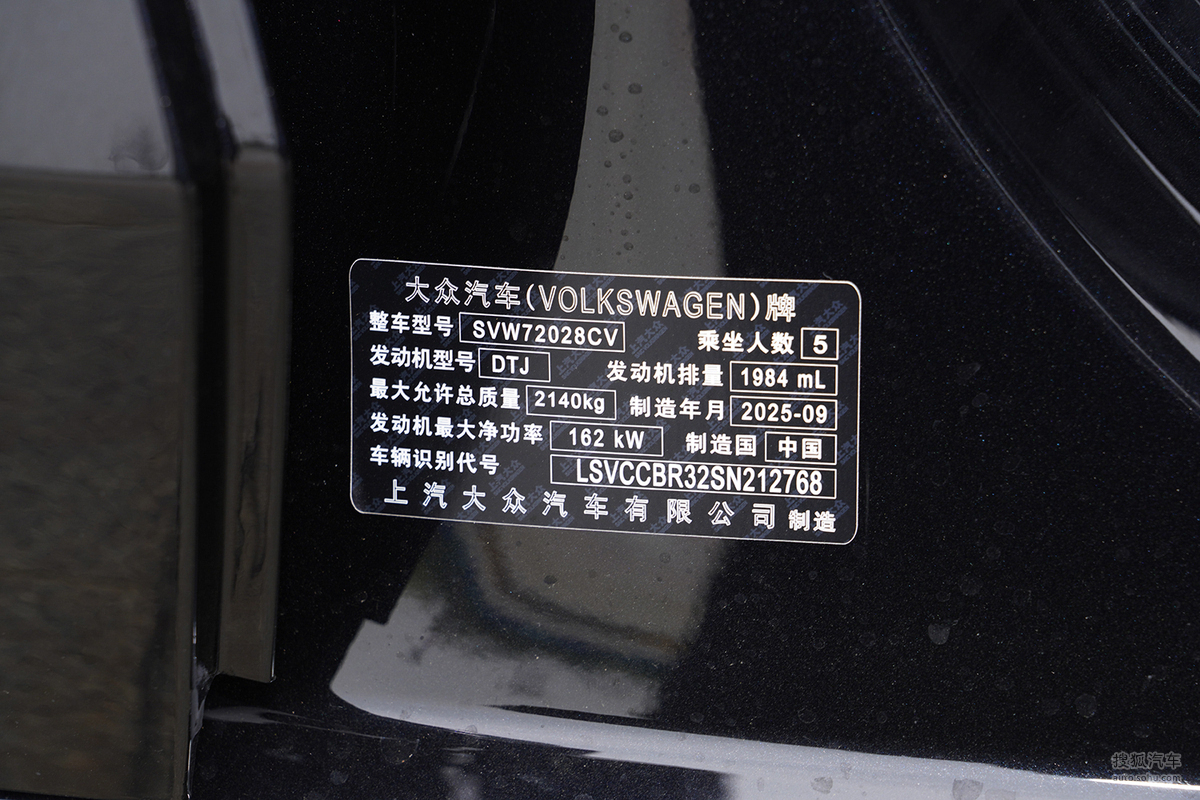 大众汽车(VOLKSWAGEN)牌
整车型号 SVW72028CV 乘坐人数 5
发动机型号 DTJ 发动机排量 1984 mL
最大允许总质量 2140kg 制造年月 2025-09
发动机最大净功率 162 kW 制造国 中国
车辆识别代号 LSVCCBR32SN212768
上汽大众汽车有限公司 制造
搜狐汽车
auto.sohu.com